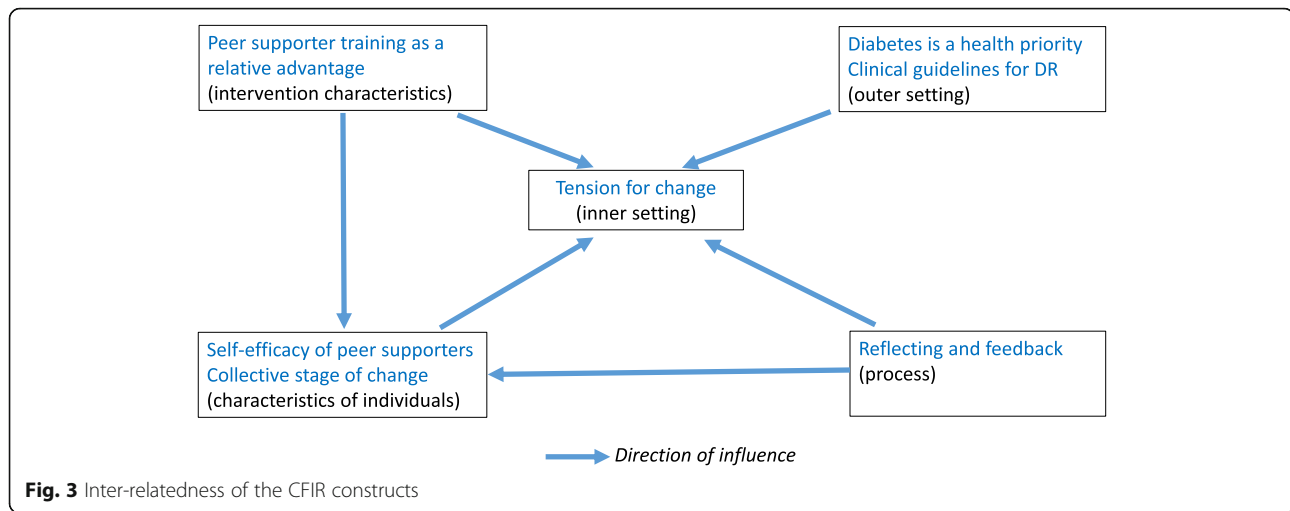 Peer supporter training as a
relative advantage
(intervention characteristics)
Diabetes is a health priority
Clinical guidelines for DR
(outer setting)
Tension for change
(inner setting)
Self-efficacy of peer supporters
Collective stage of change
(characteristics of individuals)
Reflecting and feedback
(process)
Direction of influence
Fig. 3 Inter-relatedness of the CFIR constructs